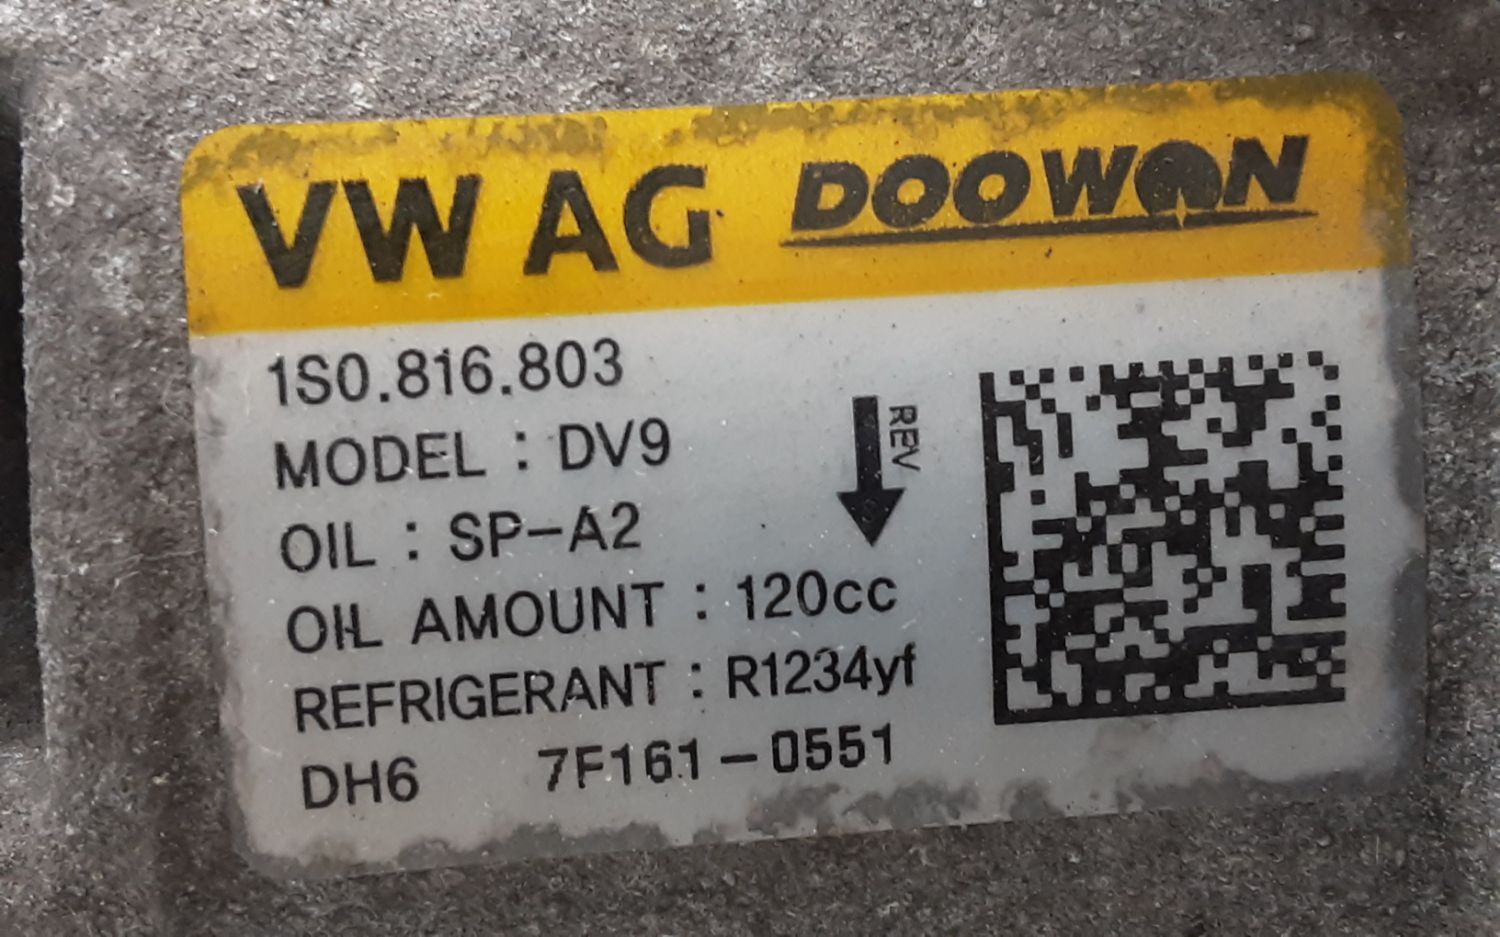 VW AG DOOWON
1S0.816.803
MODEL : DV9
REV
OIL : SP-A2
OIL AMOUNT : 120cc
REFRIGERANT : R1234yf
DH6 7F161-0551